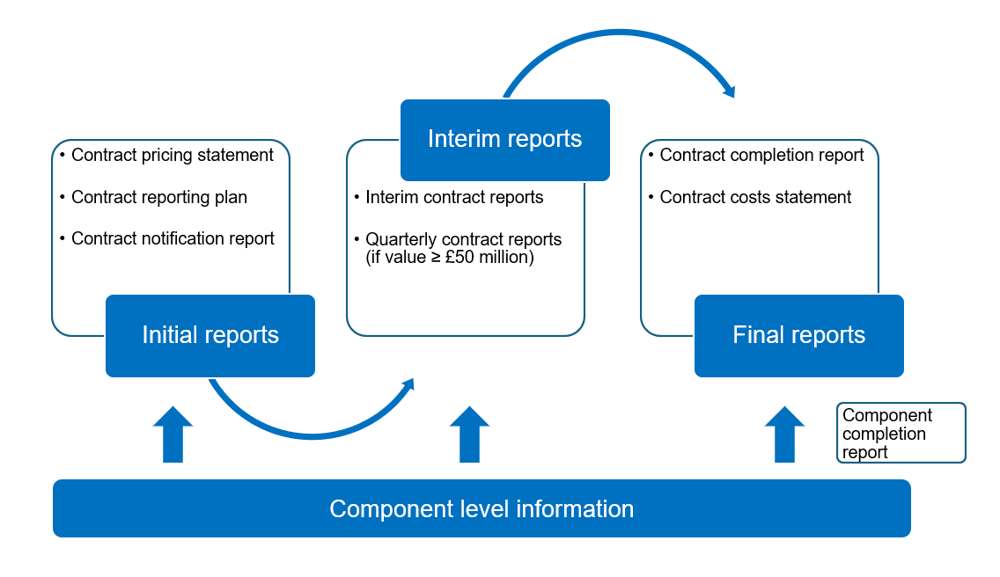 • Contract pricing statement
• Contract reporting plan
• Contract notification report
Initial reports
Interim reports
• Interim contract reports
• Quarterly contract reports
(if value ≥ £50 million)
• Contract completion report
• Contract costs statement
Final reports
Component
completion
report
Component level information